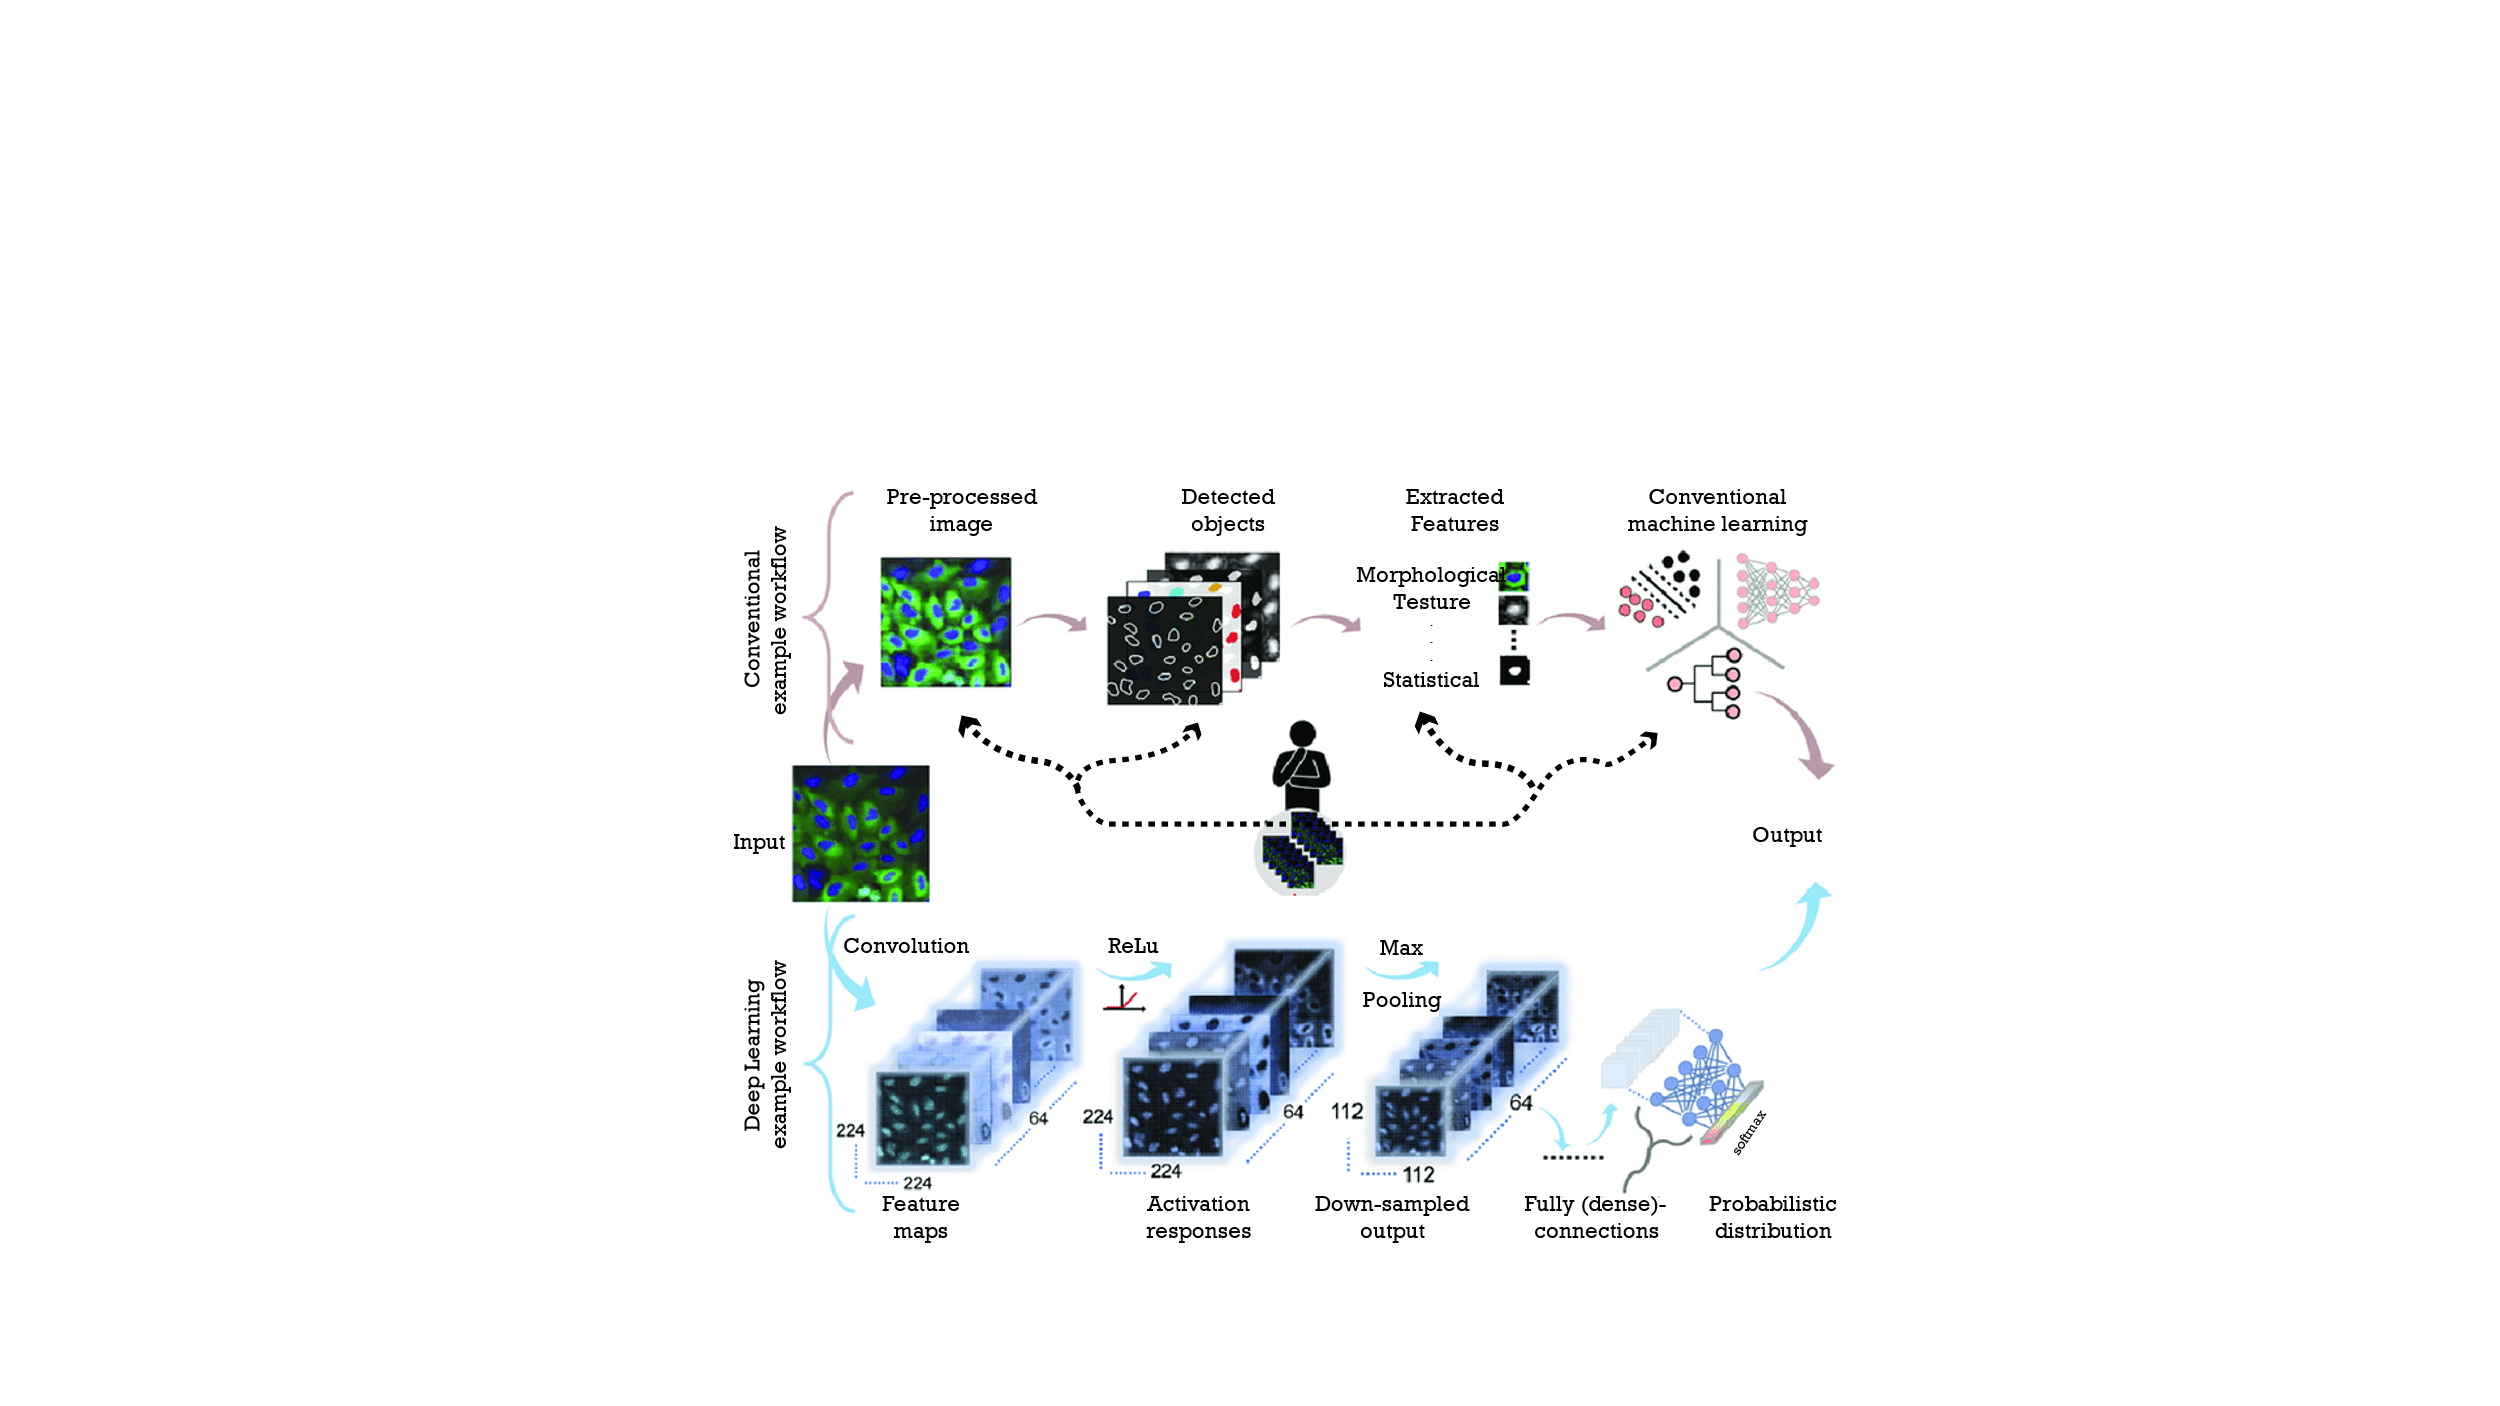 Conventional
example workflow
Pre-processed
image
Detected
objects
Extracted
Features
Conventional
machine learning
Morphological
Testure
.
.
.
Statistical
Input
Output
Deep Learning
example workflow
Convolution
ReLu
Max
Pooling
224
224
64
224
224
64
112
112
64
softmax
Feature
maps
Activation
responses
Down-sampled
output
Fully (dense)-
connections
Probabilistic
distribution